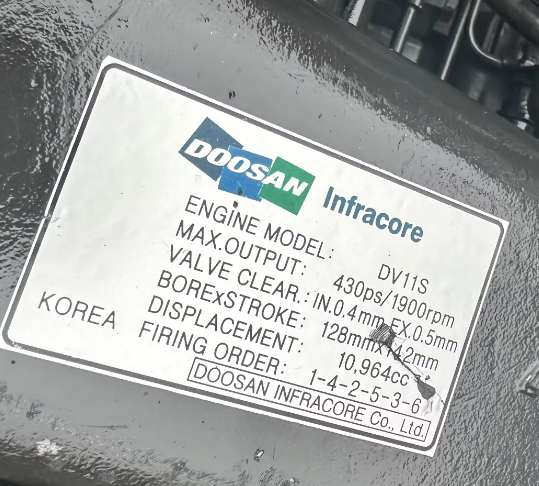 DOOSAN Infracore
ENGINE MODEL: DV11S
MAX.OUTPUT: 430ps/1900rpm
VALVE CLEAR.: IN.0.4mm EX.0.5mm
BORExSTROKE: 128mmx142mm
DISPLACEMENT: 10,964cc
FIRING ORDER: 1-4-2-5-3-6
KOREA
DOOSAN INFRACORE Co., Ltd.